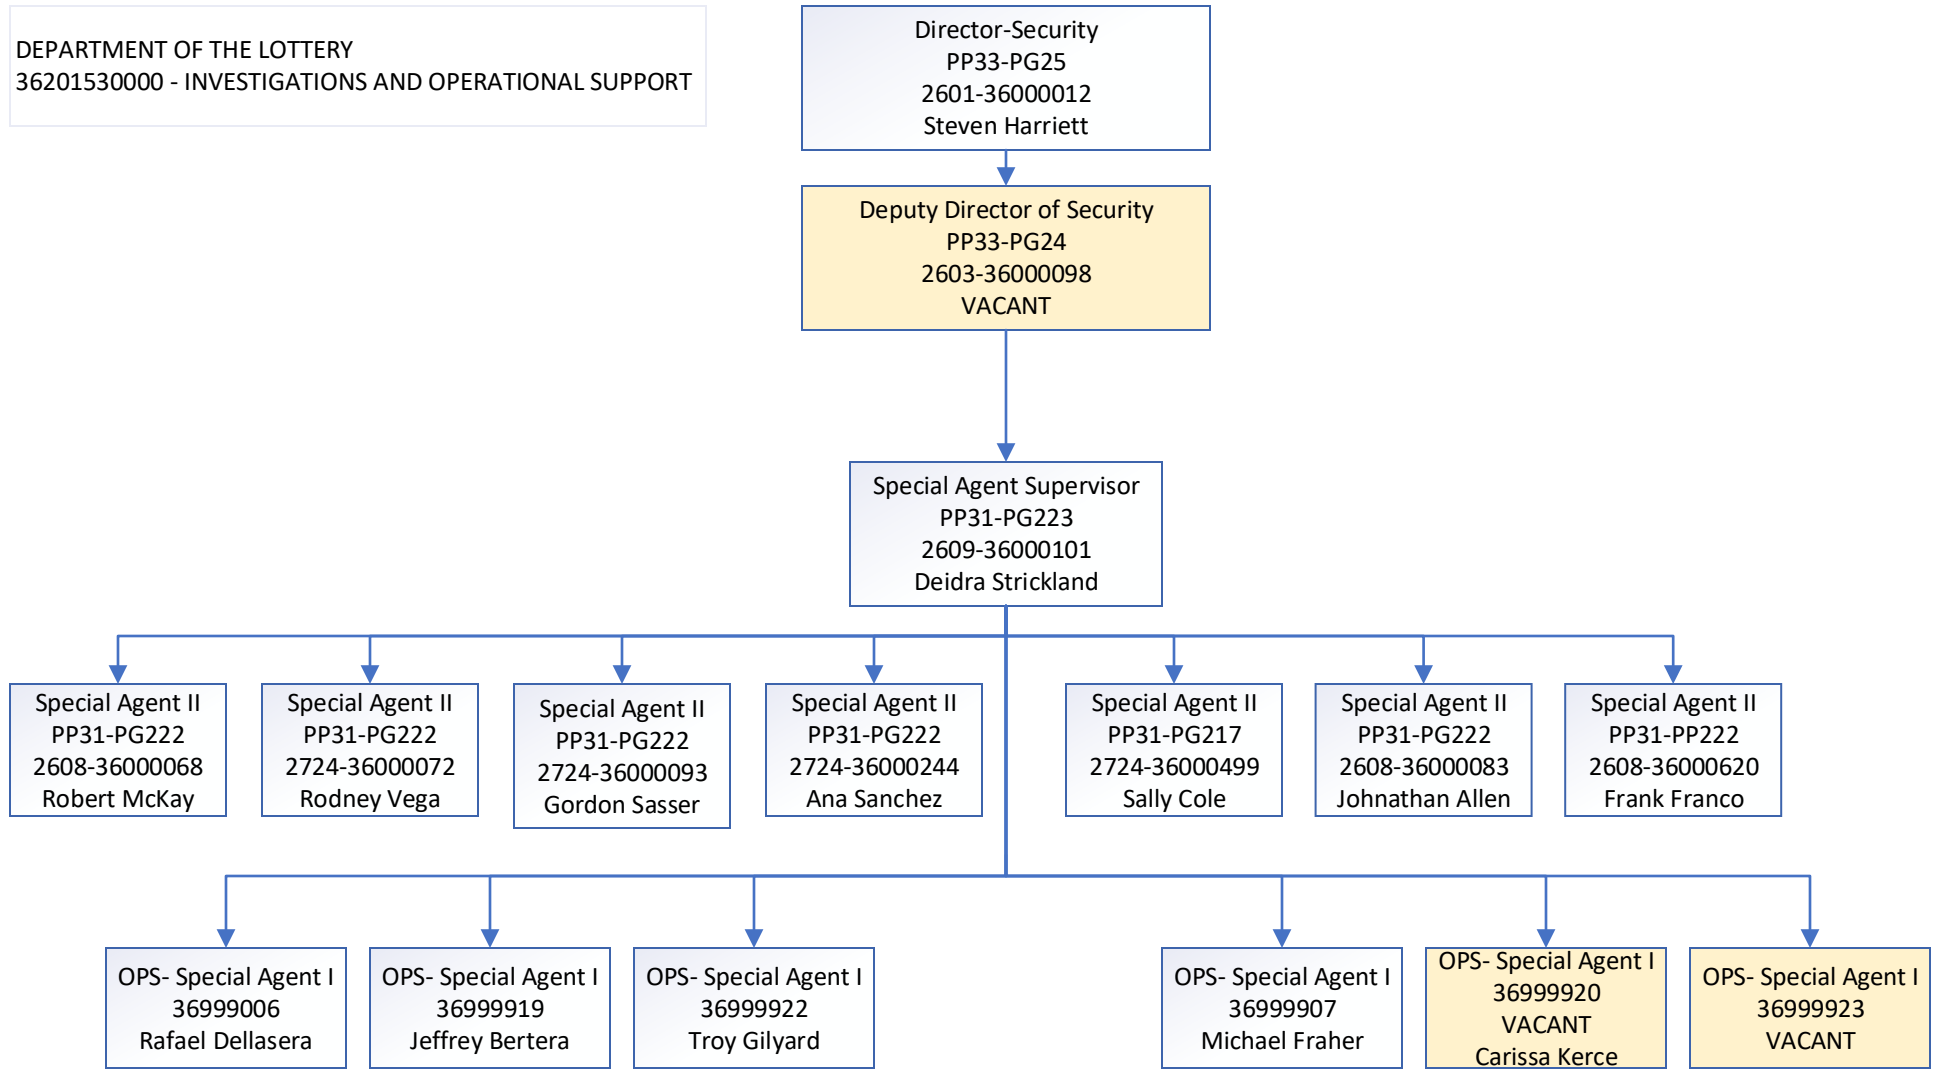 DEPARTMENT OF THE LOTTERY
36201530000 - INVESTIGATIONS AND OPERATIONAL SUPPORT
Director-Security
PP33-PG25
2601-36000012
Steven Harriett
Deputy Director of Security
PP33-PG24
2603-36000098
VACANT
Special Agent Supervisor
PP31-PG223
2609-36000101
Deidra Strickland
Special Agent II
PP31-PG222
2608-36000068
Robert McKay
Special Agent II
PP31-PG222
2724-36000072
Rodney Vega
Special Agent II
PP31-PG222
2724-36000093
Gordon Sasser
Special Agent II
PP31-PG222
2724-36000244
Ana Sanchez
Special Agent II
PP31-PG217
2724-36000499
Sally Cole
Special Agent II
PP31-PG222
2608-36000083
Johnathan Allen
Special Agent II
PP31-PP222
2608-36000620
Frank Franco
OPS- Special Agent I
36999006
Rafael Dellasera
OPS- Special Agent I
36999919
Jeffrey Bertera
OPS- Special Agent I
36999922
Troy Gilyard
OPS- Special Agent I
36999907
Michael Fraher
OPS- Special Agent I
36999920
VACANT
Carissa Kerce
OPS- Special Agent I
36999923
VACANT